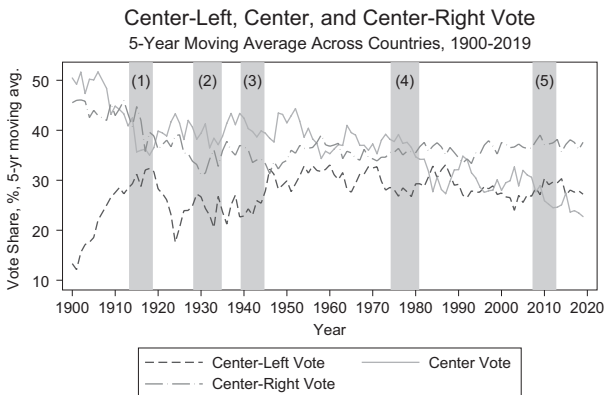 Center-Left, Center, and Center-Right Vote
5-Year Moving Average Across Countries, 1900-2019
Vote Share, %, 5-yr moving avg.
50
40
30
20
10
(1) (2) (3) (4) (5)
1900 1910 1920 1930 1940 1950 1960 1970 1980 1990 2000 2010 2020
Year
Center-Left Vote Center Vote
Center-Right Vote